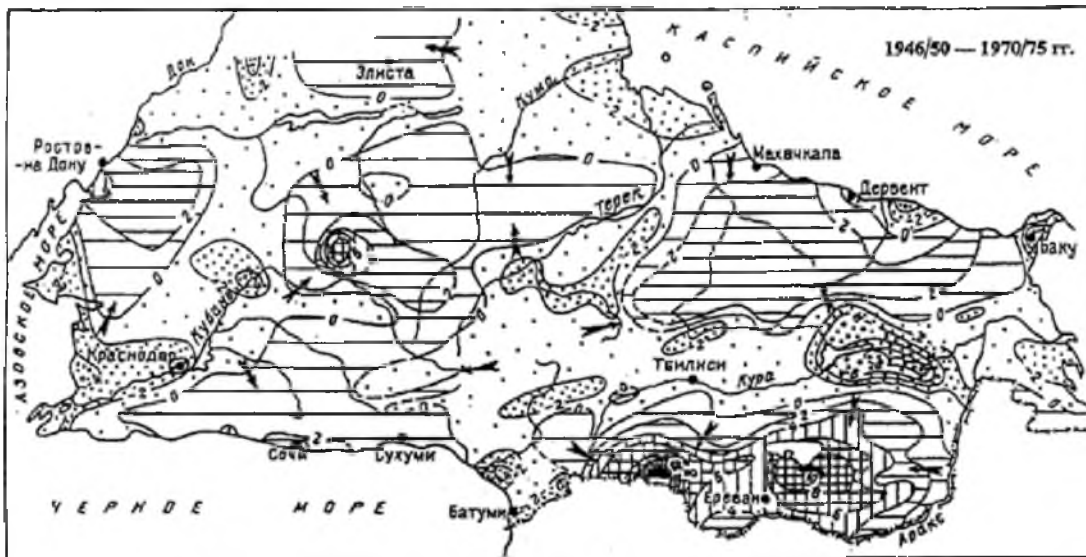 1946/50 — 1970/75 гг.
КАСПИЙСКОЕ МОРЕ
Дон
Элиста
Кума
Ростов-
-на Дону
Махачкала
Дербент
Терек
Баку
АЗОВСКОЕ МОРЕ
Кубань
Краснодар
Тбилиси
Кура
Сочи
Сухуми
Батуми
Ереван
Аракс
ЧЕРНОЕ МОРЕ